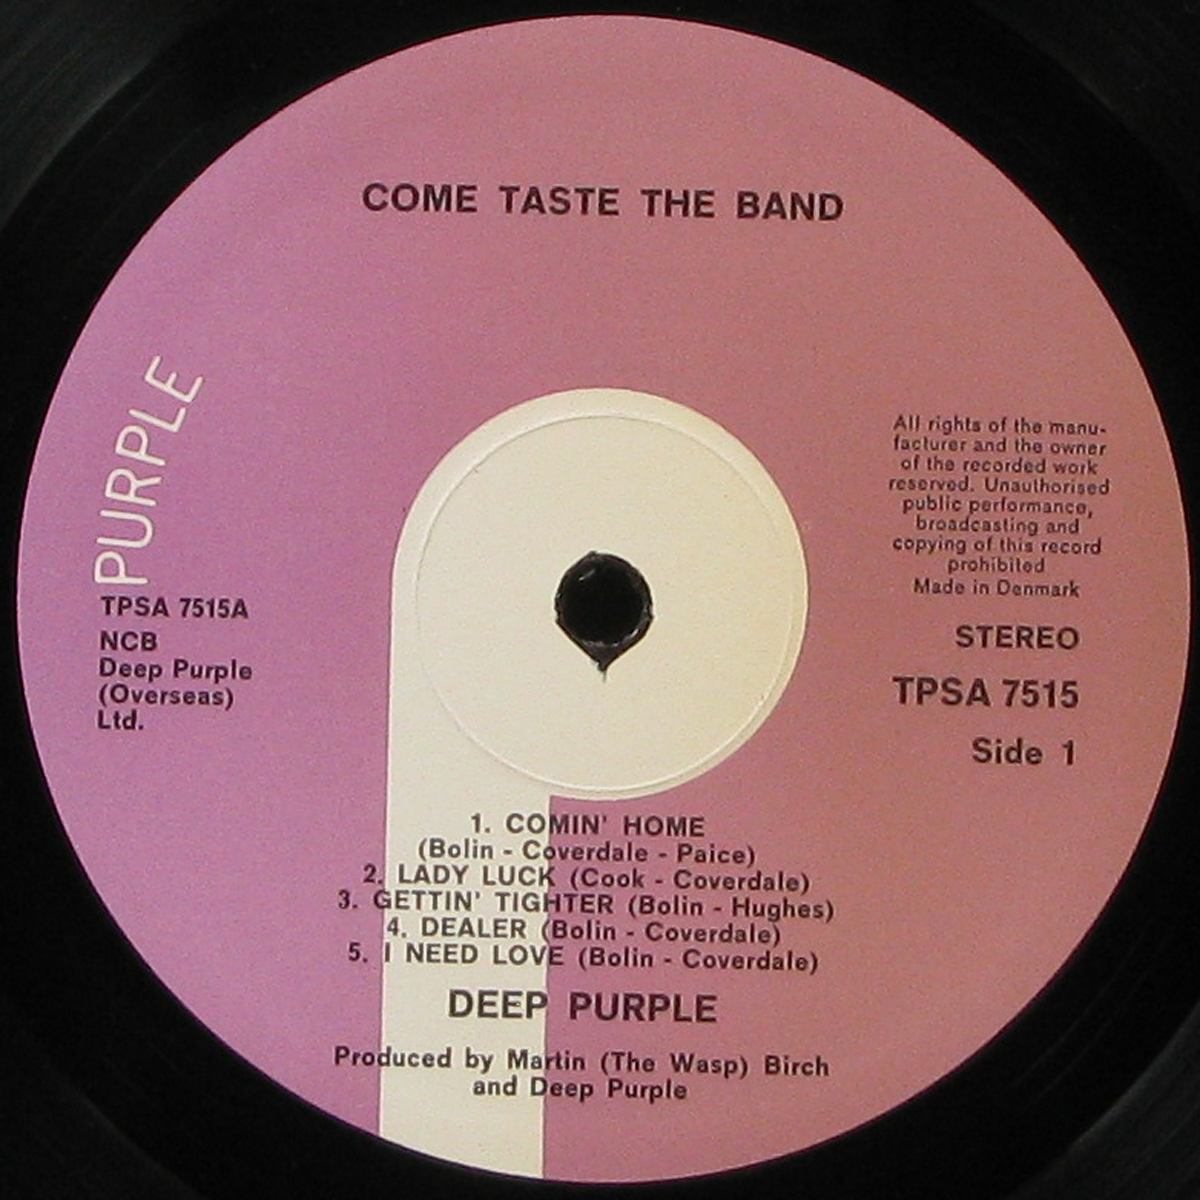 COME TASTE THE BAND
PURPLE
TPSA 7515A
NCB
Deep Purple
(Overseas)
Ltd.
All rights of the manu-
facturer and the owner
of the recorded work
reserved. Unauthorised
public performance,
broadcasting and
copying of this record
prohibited
Made in Denmark
STEREO
TPSA 7515
Side 1
1. COMIN' HOME
(Bolin - Coverdale - Paice)
2. LADY LUCK (Cook - Coverdale)
3. GETTIN' TIGHTER (Bolin - Hughes)
4. DEALER (Bolin - Coverdale)
5. I NEED LOVE (Bolin - Coverdale)
DEEP PURPLE
Produced by Martin (The Wasp) Birch
and Deep Purple